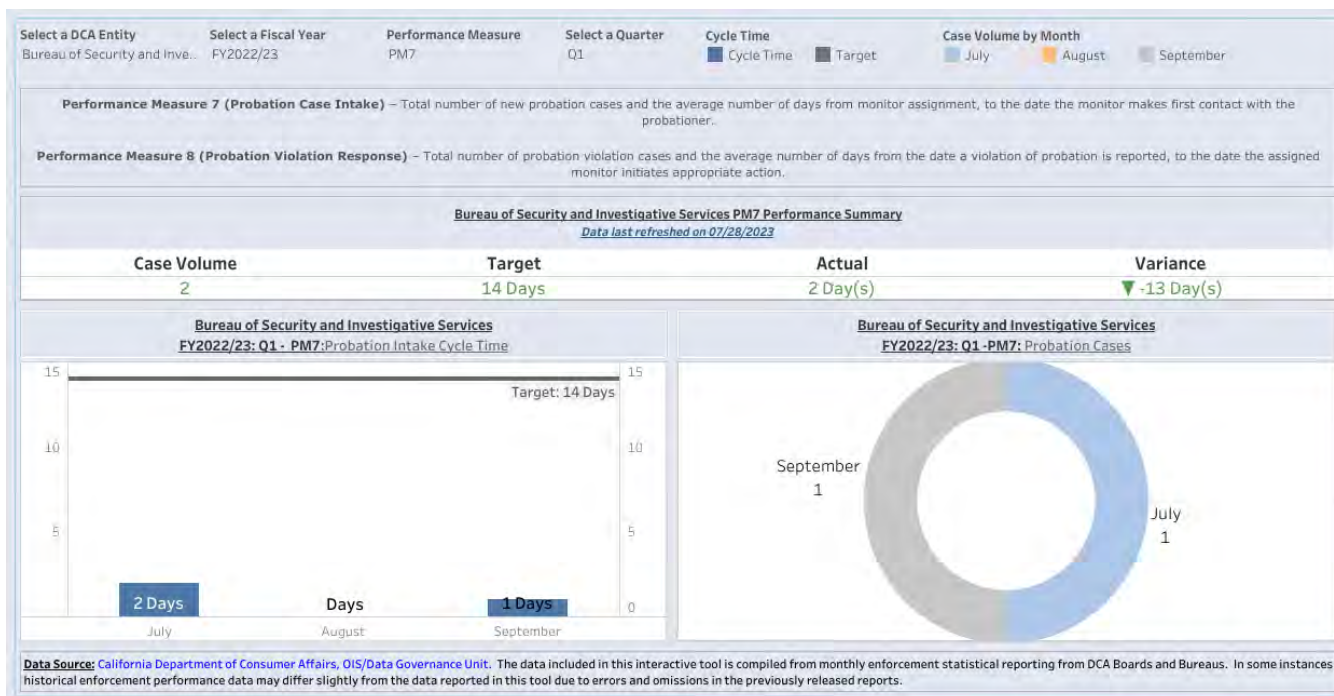 Select a DCA Entity Select a Fiscal Year Performance Measure Select a Quarter Cycle Time Case Volume by Month
Bureau of Security and Inve.. FY2022/23 PM7 Q1 Cycle Time Target July August September
Performance Measure 7 (Probation Case Intake) – Total number of new probation cases and the average number of days from monitor assignment, to the date the monitor makes first contact with the
probationer..
Performance Measure 8 (Probation Violation Response) – Total number of probation violation cases and the average number of days from the date a violation of probation is reported, to the date the assigned
monitor initiates appropriate action.
Bureau of Security and Investigative Services PM7 Performance Summary
Data last refreshed on 07/28/2023
Case Volume Target Actual Variance
2 14 Days 2 Day(s) ▼ -13 Day(s)
Bureau of Security and Investigative Services
FY2022/23: Q1 - PM7:Probation Intake Cycle Time
15 15
Target: 14 Days
10 10
5 5
2 Days Days 1 Days 0
July August September
Bureau of Security and Investigative Services
FY2022/23: Q1 -PM7: Probation Cases
September
1
July
1
Data Source: California Department of Consumer Affairs, OIS/Data Governance Unit. The data included in this interactive tool is compiled from monthly enforcement statistical reporting from DCA Boards and Bureaus. In some instances
historical enforcement performance data may differ slightly from the data reported in this tool due to errors and omissions in the previously released reports.